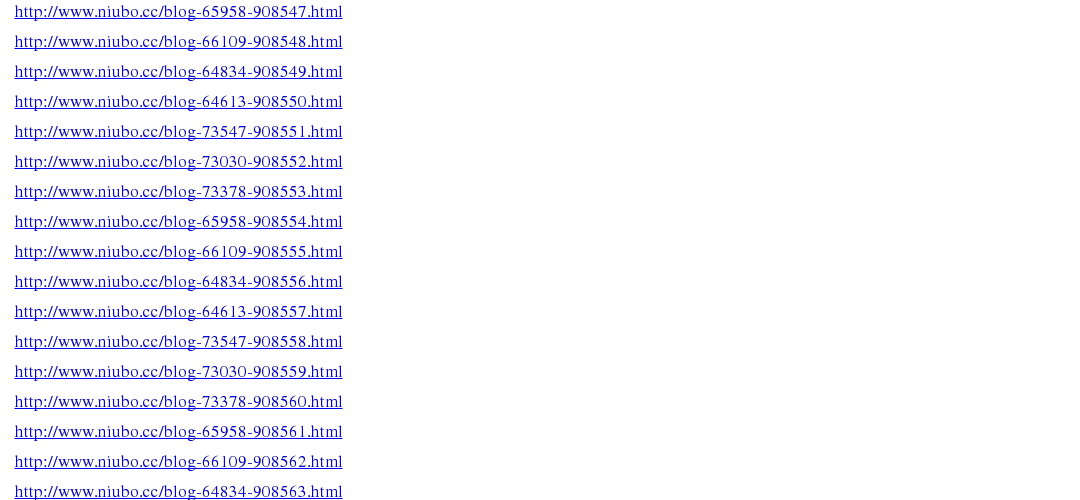 http://www.niubo.cc/blog-65958-908547.html
http://www.niubo.cc/blog-66109-908548.html
http://www.niubo.cc/blog-64834-908549.html
http://www.niubo.cc/blog-64613-908550.html
http://www.niubo.cc/blog-73547-908551.html
http://www.niubo.cc/blog-73030-908552.html
http://www.niubo.cc/blog-73378-908553.html
http://www.niubo.cc/blog-65958-908554.html
http://www.niubo.cc/blog-66109-908555.html
http://www.niubo.cc/blog-64834-908556.html
http://www.niubo.cc/blog-64613-908557.html
http://www.niubo.cc/blog-73547-908558.html
http://www.niubo.cc/blog-73030-908559.html
http://www.niubo.cc/blog-73378-908560.html
http://www.niubo.cc/blog-65958-908561.html
http://www.niubo.cc/blog-66109-908562.html
http://www.niubo.cc/blog-64834-908563.html